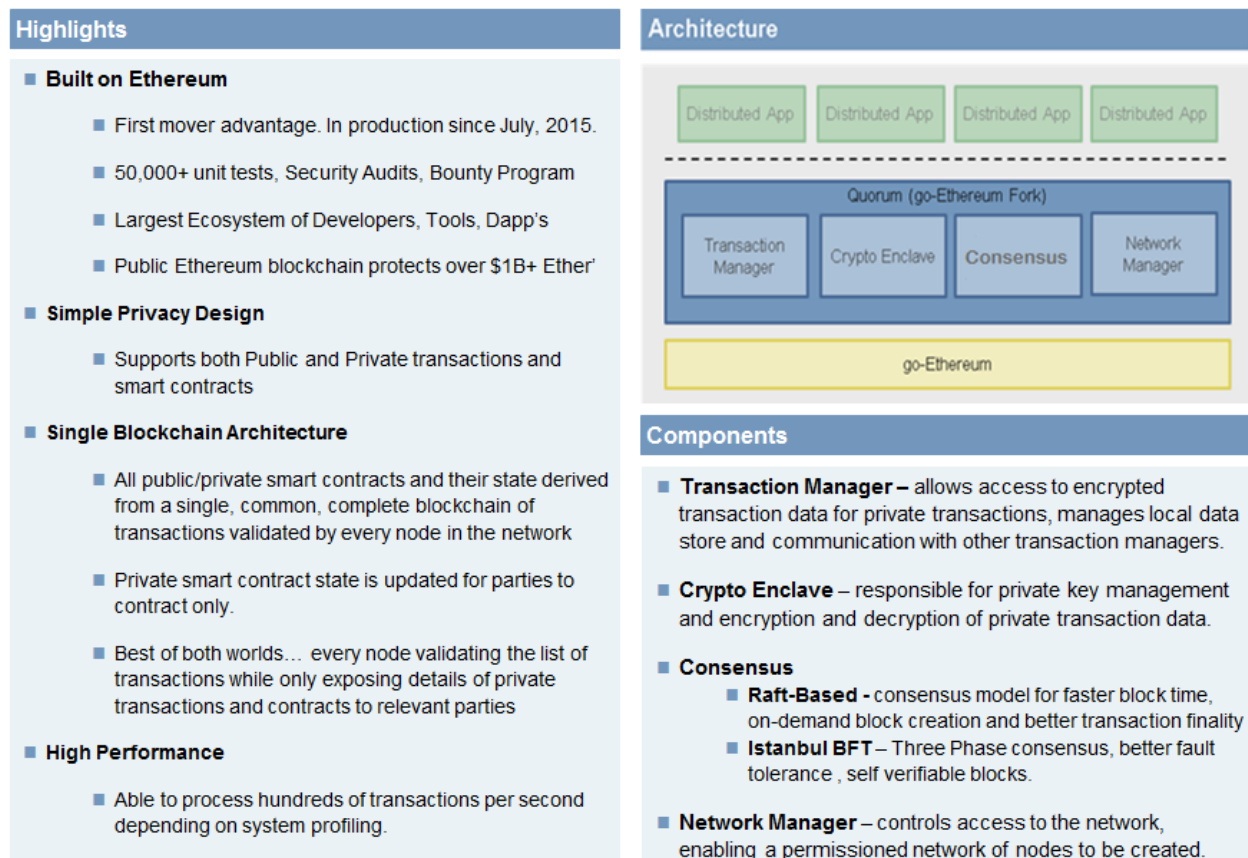 Highlights
Built on Ethereum
First mover advantage. In production since July, 2015.
50,000+ unit tests, Security Audits, Bounty Program
Largest Ecosystem of Developers, Tools, Dapp's
Public Ethereum blockchain protects over $1B+ Ether'
Simple Privacy Design
Supports both Public and Private transactions and
smart contracts
Single Blockchain Architecture
All public/private smart contracts and their state derived
from a single, common, complete blockchain of
transactions validated by every node in the network
Private smart contract state is updated for parties to
contract only.
Best of both worlds… every node validating the list of
transactions while only exposing details of private
transactions and contracts to relevant parties
High Performance
Able to process hundreds of transactions per second
depending on system profiling.
Architecture
Distributed App
Distributed App
Distributed App
Distributed App
Quorum (go-Ethereum Fork)
Transaction
Manager
Crypto Enclave
Consensus
Network
Manager
go-Ethereum
Components
Transaction Manager – allows access to encrypted
transaction data for private transactions, manages local data
store and communication with other transaction managers.
Crypto Enclave – responsible for private key management
and encryption and decryption of private transaction data.
Consensus
Raft-Based - consensus model for faster block time,
on-demand block creation and better transaction finality
Istanbul BFT – Three Phase consensus, better fault
tolerance , self verifiable blocks.
Network Manager – controls access to the network,
enabling a permissioned network of nodes to be created.